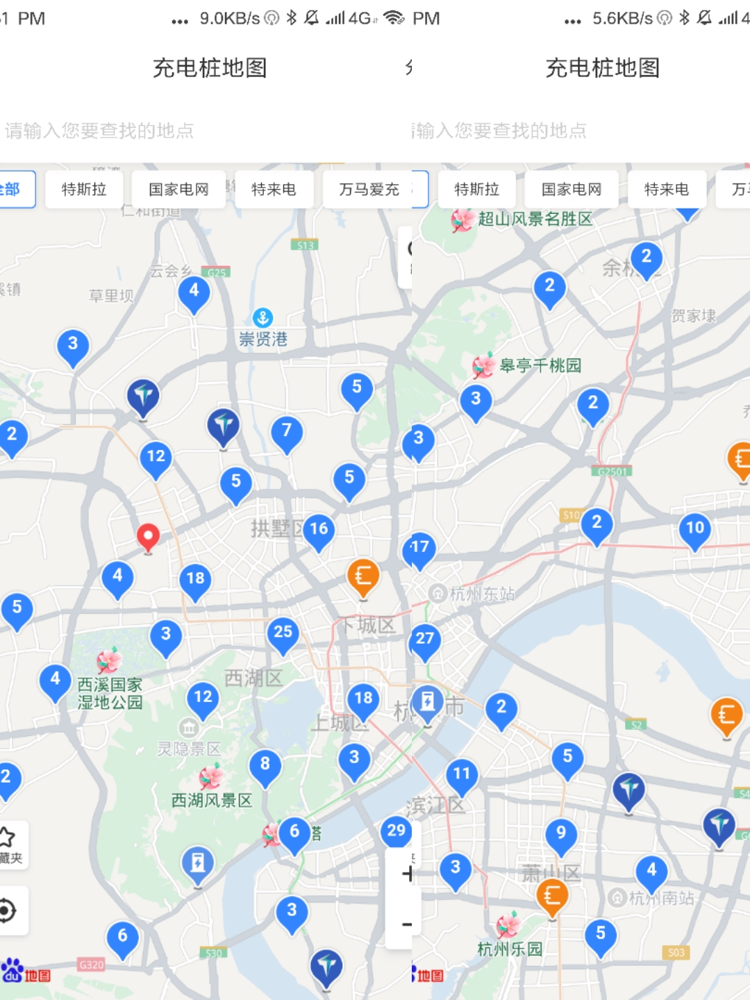 51 PM
... 9.0KB/s 4G
充电桩地图
请输入您要查找的地点
全部
特斯拉
国家电网
特来电
万马爱充
仁和街道
S13
云会乡
G25
草里坝
溪镇
4
崇贤港
3
5
2
7
12
5
5
拱墅区
16
4
18
5
下城区
3
25
西湖区
4
西溪国家
湿地公园
12
18
上城区
灵隐景区
3
8
2
西湖风景区
6
塔
29
藏夹
+
3
-
6
S30
G320
du地图
PM
... 5.6KB/s 4
充电桩地图
请输入您要查找的地点
特斯拉
国家电网
特来电
万马
超山风景名胜区
2
余杭
2
贺家埭
皋亭千桃园
3
2
3
G2501
2
10
17
杭州东站
27
杭
市
2
S2
5
11
滨江区
9
3
4
萧山区
杭州南站
5
杭州乐园
S03
地图